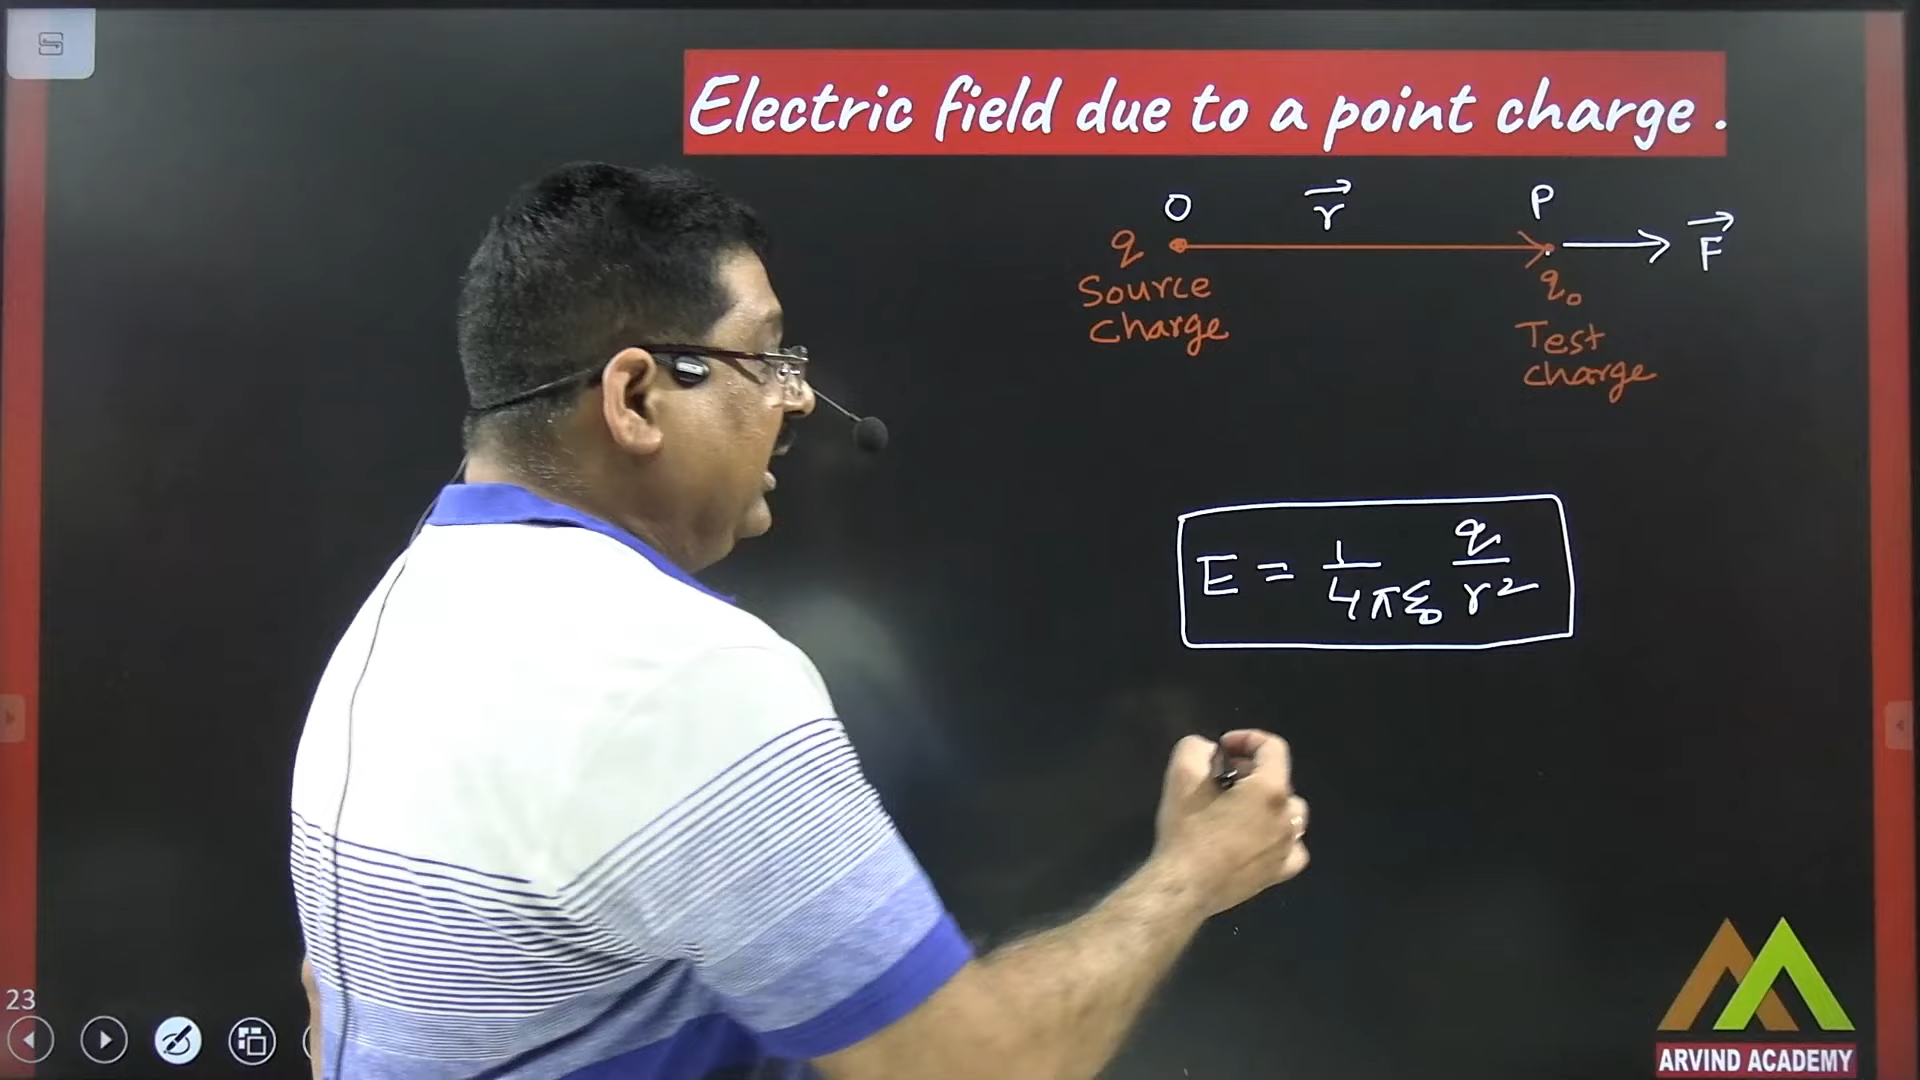 Electric field due to a point charge .
O r⃗ P
q q₀ F⃗
Source
charge
Test
charge
E = 1/4πε₀ q/r²
23
ARVIND ACADEMY